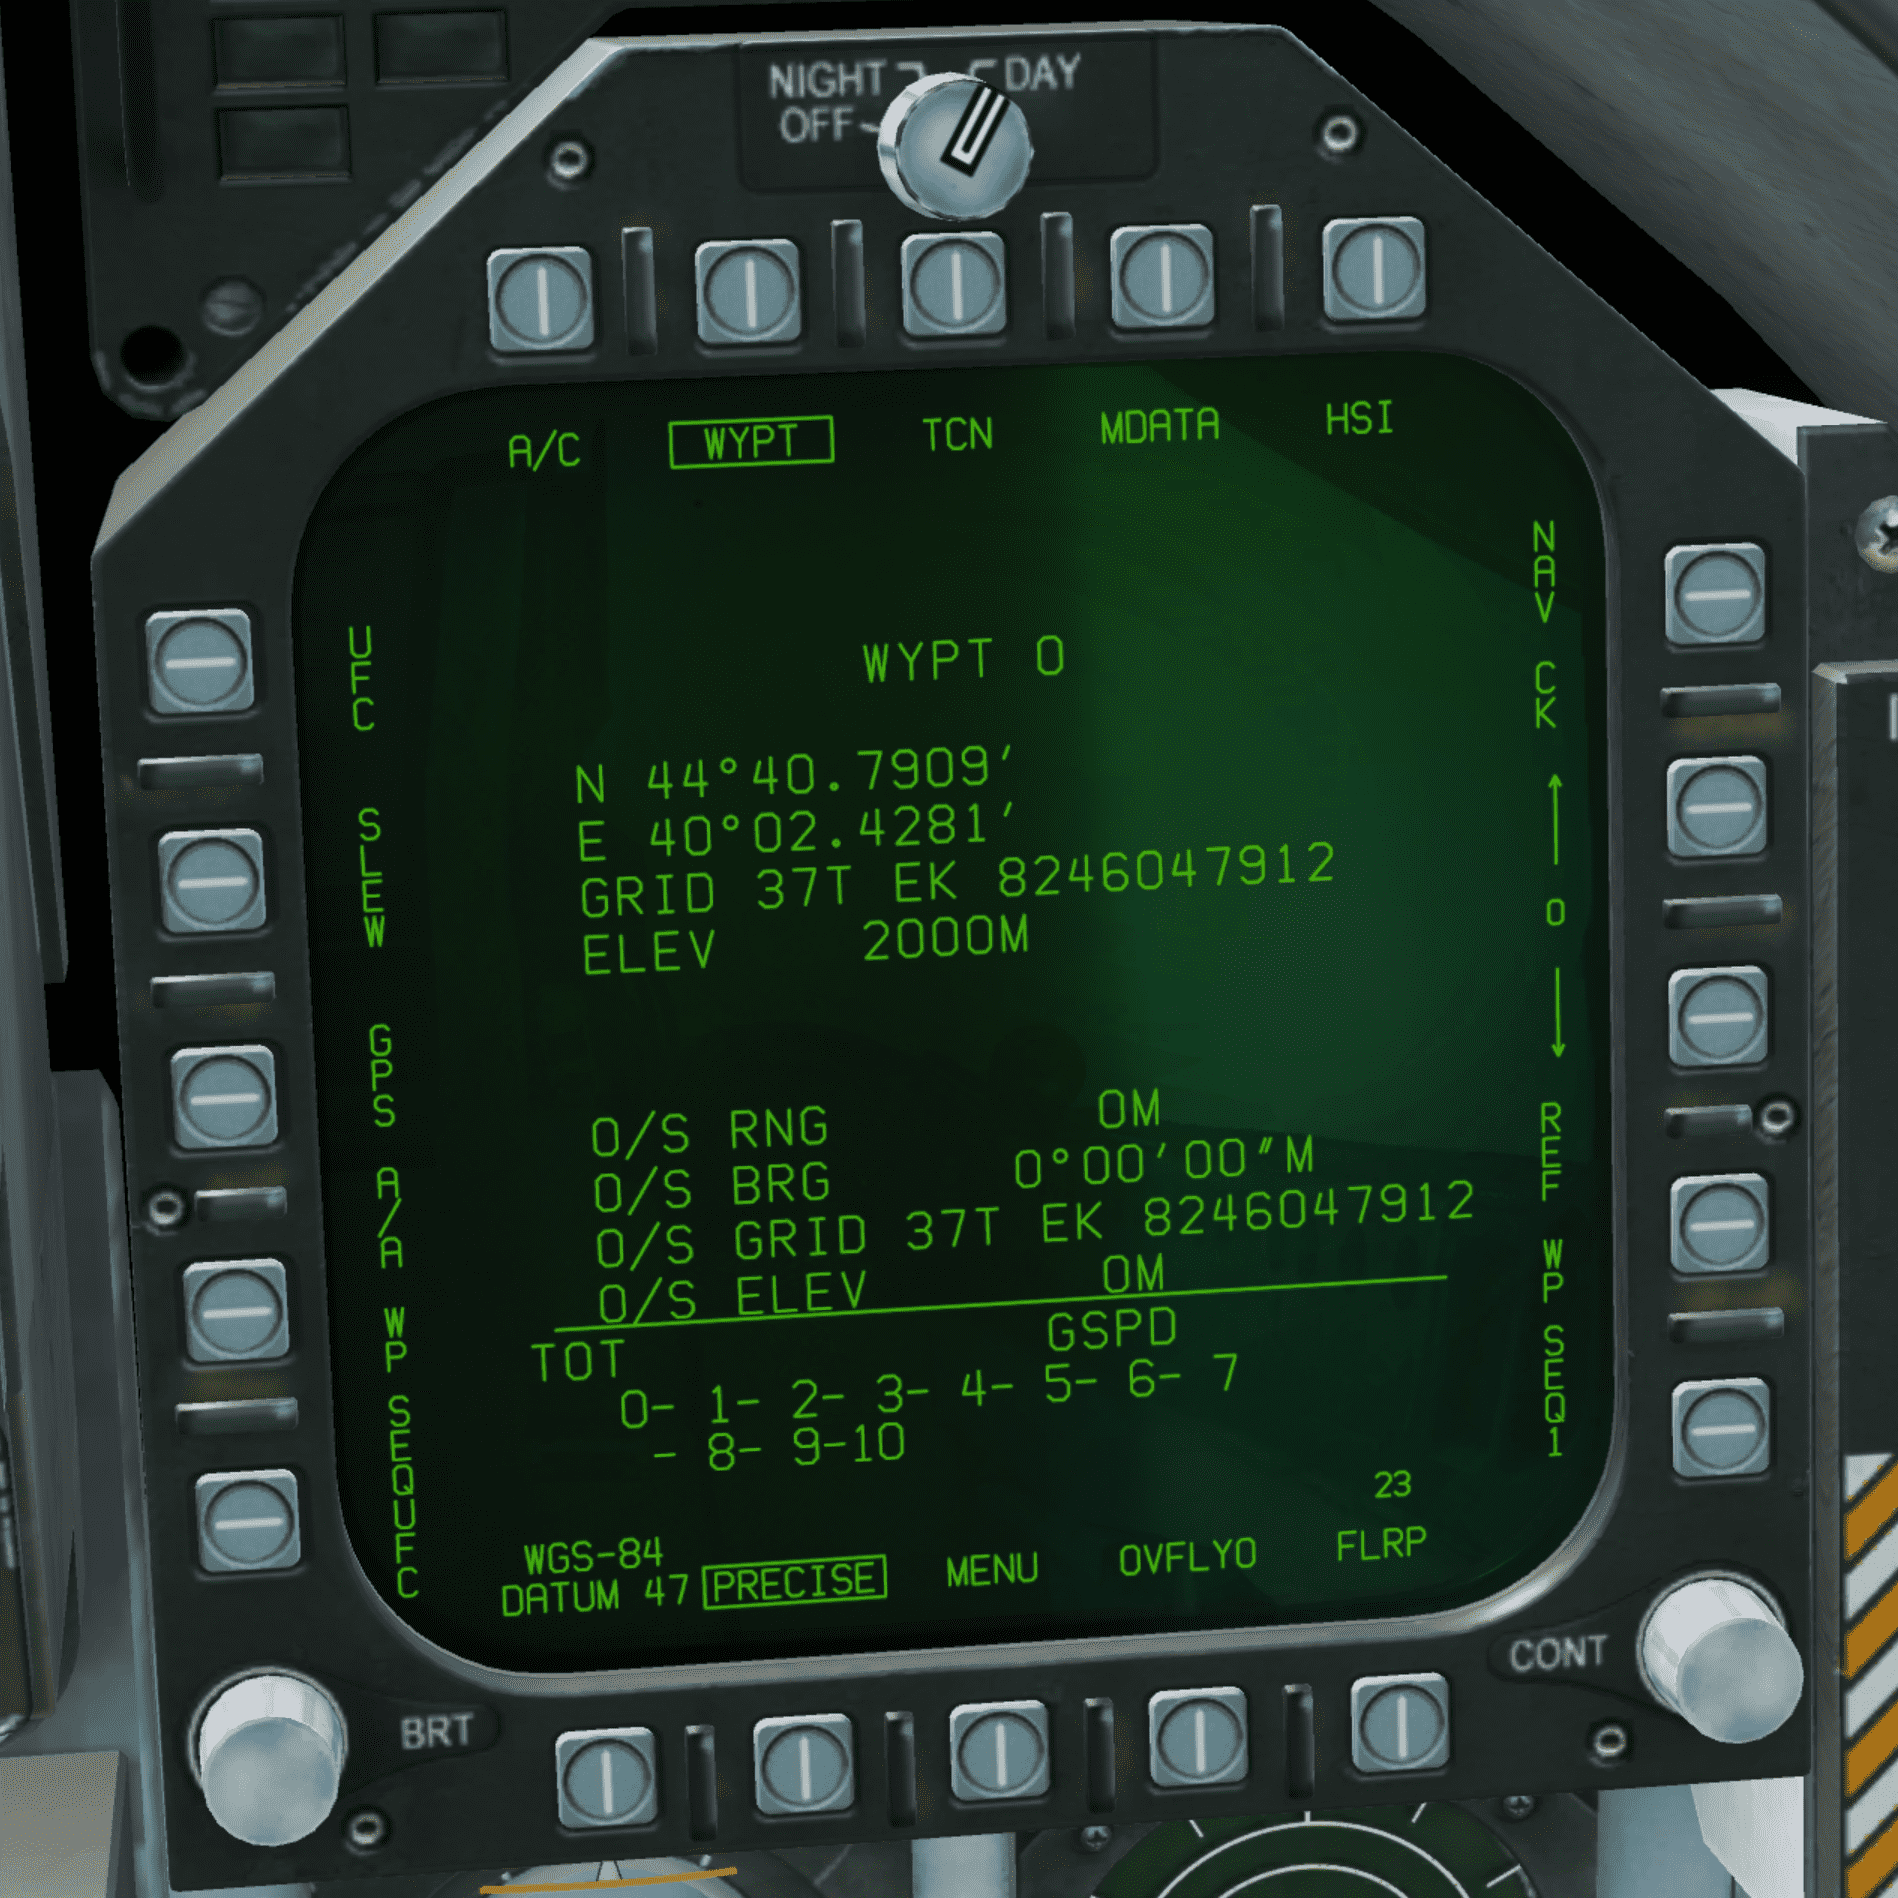 NIGHT DAY
OFF
A/C WYPT TCN MDATA HSI
UFC
SLEW
GPS
A/A WP
SEQUFC
NAV CK
0
REF WP
SEQ1
WYPT 0
N 44°40.7909′
E 40°02.4281′
GRID 37T EK 8246047912
ELEV 2000M
O/S RNG 0M
O/S BRG 0°00′00″M
O/S GRID 37T EK 8246047912
O/S ELEV 0M
TOT GSPD
0- 1- 2- 3- 4- 5- 6- 7
- 8- 9-10
23
WGS-84
DATUM 47 PRECISE MENU OVFLY0 FLRP
BRT CONT